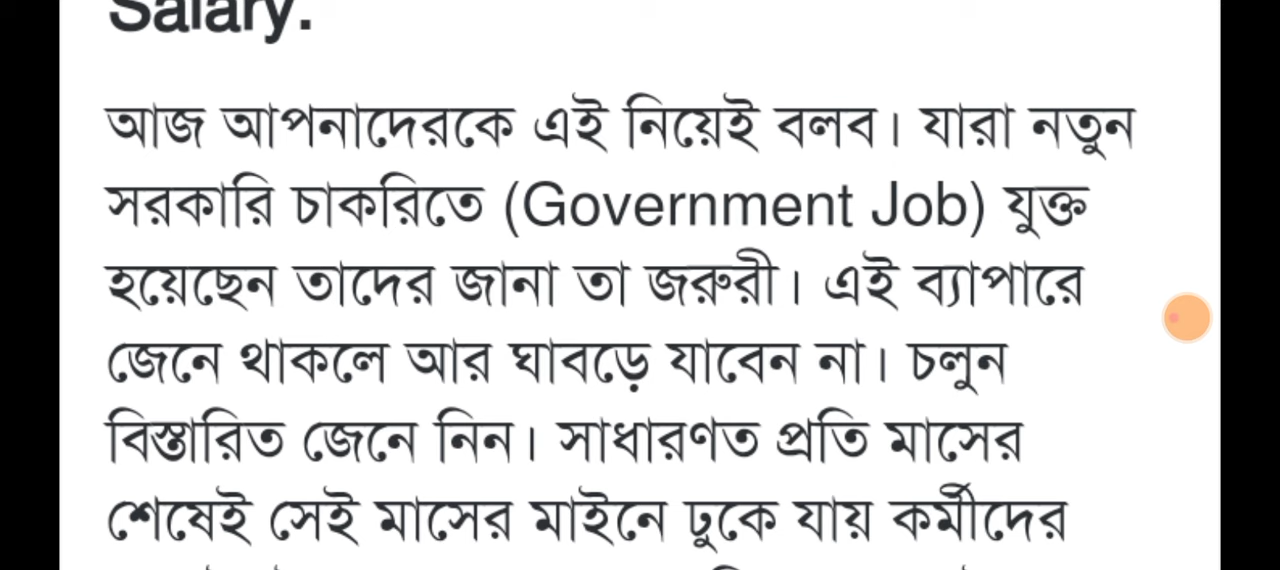 Salary.
আজ আপনাদেরকে এই নিয়েই বলব। যারা নতুন
সরকারি চাকরিতে (Government Job) যুক্ত
হয়েছেন তাদের জানা তা জরুরী। এই ব্যাপারে
জেনে থাকলে আর ঘাবড়ে যাবেন না। চলুন
বিস্তারিত জেনে নিন। সাধারণত প্রতি মাসের
শেষেই সেই মাসের মাইনে ঢুকে যায় কর্মীদের